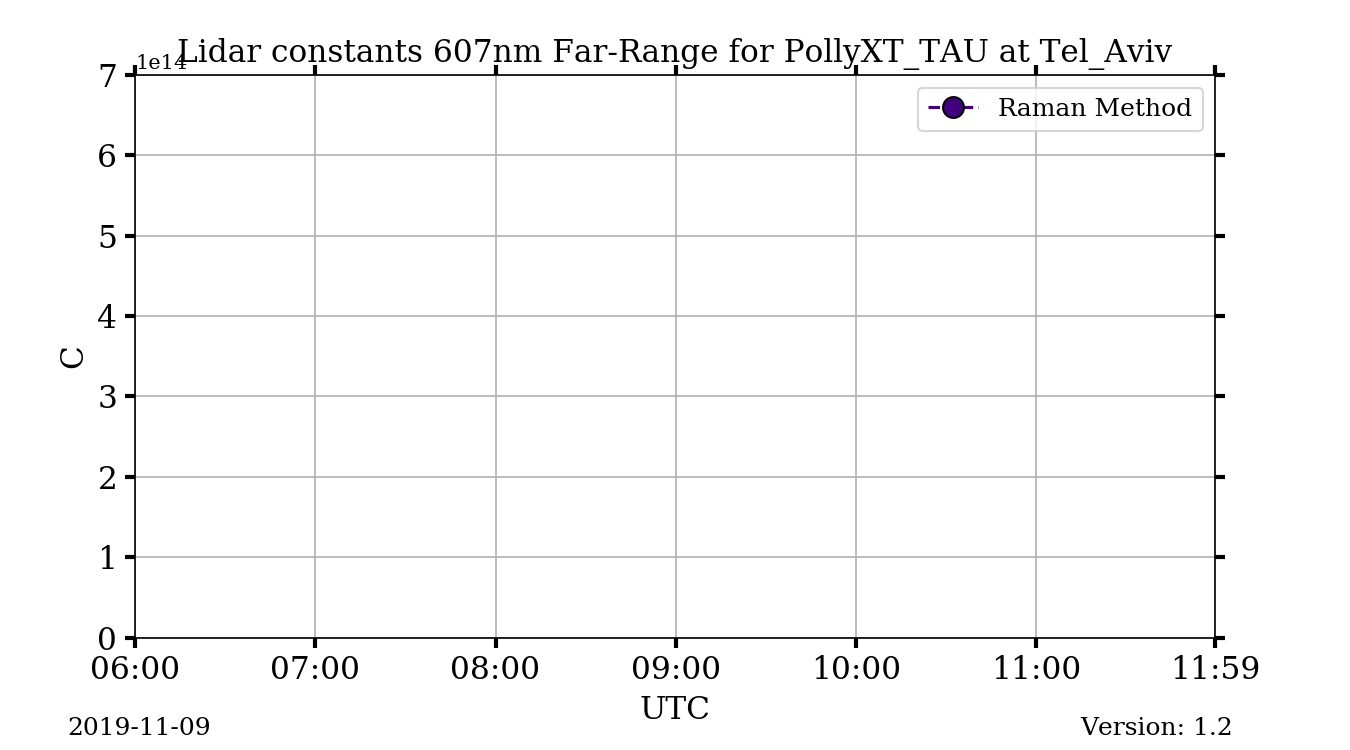 Lidar constants 607nm Far-Range for PollyXT_TAU at Tel_Aviv
1e14
Raman Method
7
6
5
4
3
2
1
0
C
06:00 07:00 08:00 09:00 10:00 11:00 11:59
UTC
2019-11-09 Version: 1.2